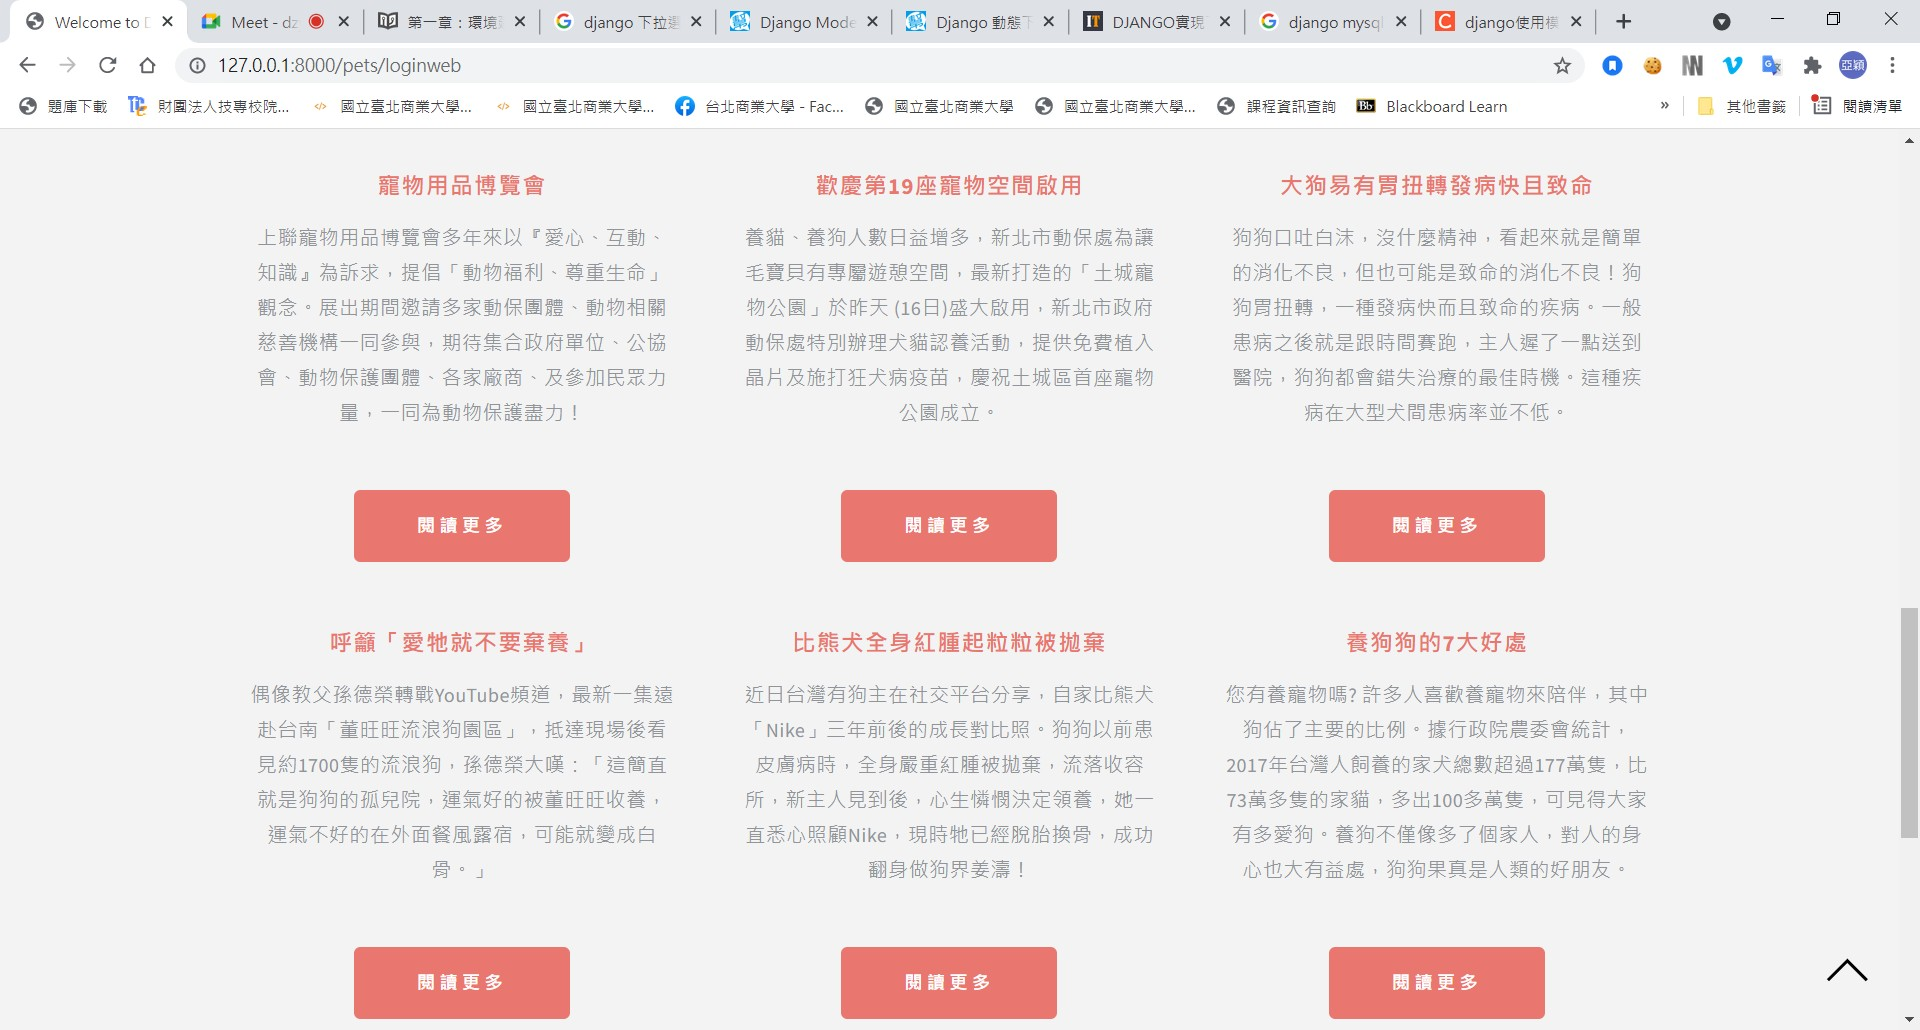 Welcome to D
Meet - dz
第一章：環境
django 下拉選
Django Mode
Django 動態下
DJANGO實現
django mysq
django使用模
127.0.0.1:8000/pets/loginweb
亞穎
題庫下載
財團法人技專校院...
國立臺北商業大學...
國立臺北商業大學...
台北商業大學 - Fac...
國立臺北商業大學
國立臺北商業大學...
課程資訊查詢
Bb
Blackboard Learn
»
其他書籤
閱讀清單
寵物用品博覽會
上聯寵物用品博覽會多年來以『愛心、互動、
知識』為訴求，提倡「動物福利、尊重生命」
觀念。展出期間邀請多家動保團體、動物相關
慈善機構一同參與，期待集合政府單位、公協
會、動物保護團體、各家廠商、及參加民眾力
量，一同為動物保護盡力！
閱讀更多
歡慶第19座寵物空間啟用
養貓、養狗人數日益增多，新北市動保處為讓
毛寶貝有專屬遊憩空間，最新打造的「土城寵
物公園」於昨天 (16日)盛大啟用，新北市政府
動保處特別辦理犬貓認養活動，提供免費植入
晶片及施打狂犬病疫苗，慶祝土城區首座寵物
公園成立。
閱讀更多
大狗易有胃扭轉發病快且致命
狗狗口吐白沫，沒什麼精神，看起來就是簡單
的消化不良，但也可能是致命的消化不良！狗
狗胃扭轉，一種發病快而且致命的疾病。一般
患病之後就是跟時間賽跑，主人遲了一點送到
醫院，狗狗都會錯失治療的最佳時機。這種疾
病在大型犬間患病率並不低。
閱讀更多
呼籲「愛牠就不要棄養」
偶像教父孫德榮轉戰YouTube頻道，最新一集遠
赴台南「董旺旺流浪狗園區」，抵達現場後看
見約1700隻的流浪狗，孫德榮大嘆：「這簡直
就是狗狗的孤兒院，運氣好的被董旺旺收養，
運氣不好的在外面餐風露宿，可能就變成白
骨。」
閱讀更多
比熊犬全身紅腫起粒粒被拋棄
近日台灣有狗主在社交平台分享，自家比熊犬
「Nike」三年前後的成長對比照。狗狗以前患
皮膚病時，全身嚴重紅腫被拋棄，流落收容
所，新主人見到後，心生憐憫決定領養，她一
直悉心照顧Nike，現時牠已經脫胎換骨，成功
翻身做狗界姜濤！
閱讀更多
養狗狗的7大好處
您有養寵物嗎? 許多人喜歡養寵物來陪伴，其中
狗佔了主要的比例。據行政院農委會統計，
2017年台灣人飼養的家犬總數超過177萬隻，比
73萬多隻的家貓，多出100多萬隻，可見得大家
有多愛狗。養狗不僅像多了個家人，對人的身
心也大有益處，狗狗果真是人類的好朋友。
閱讀更多